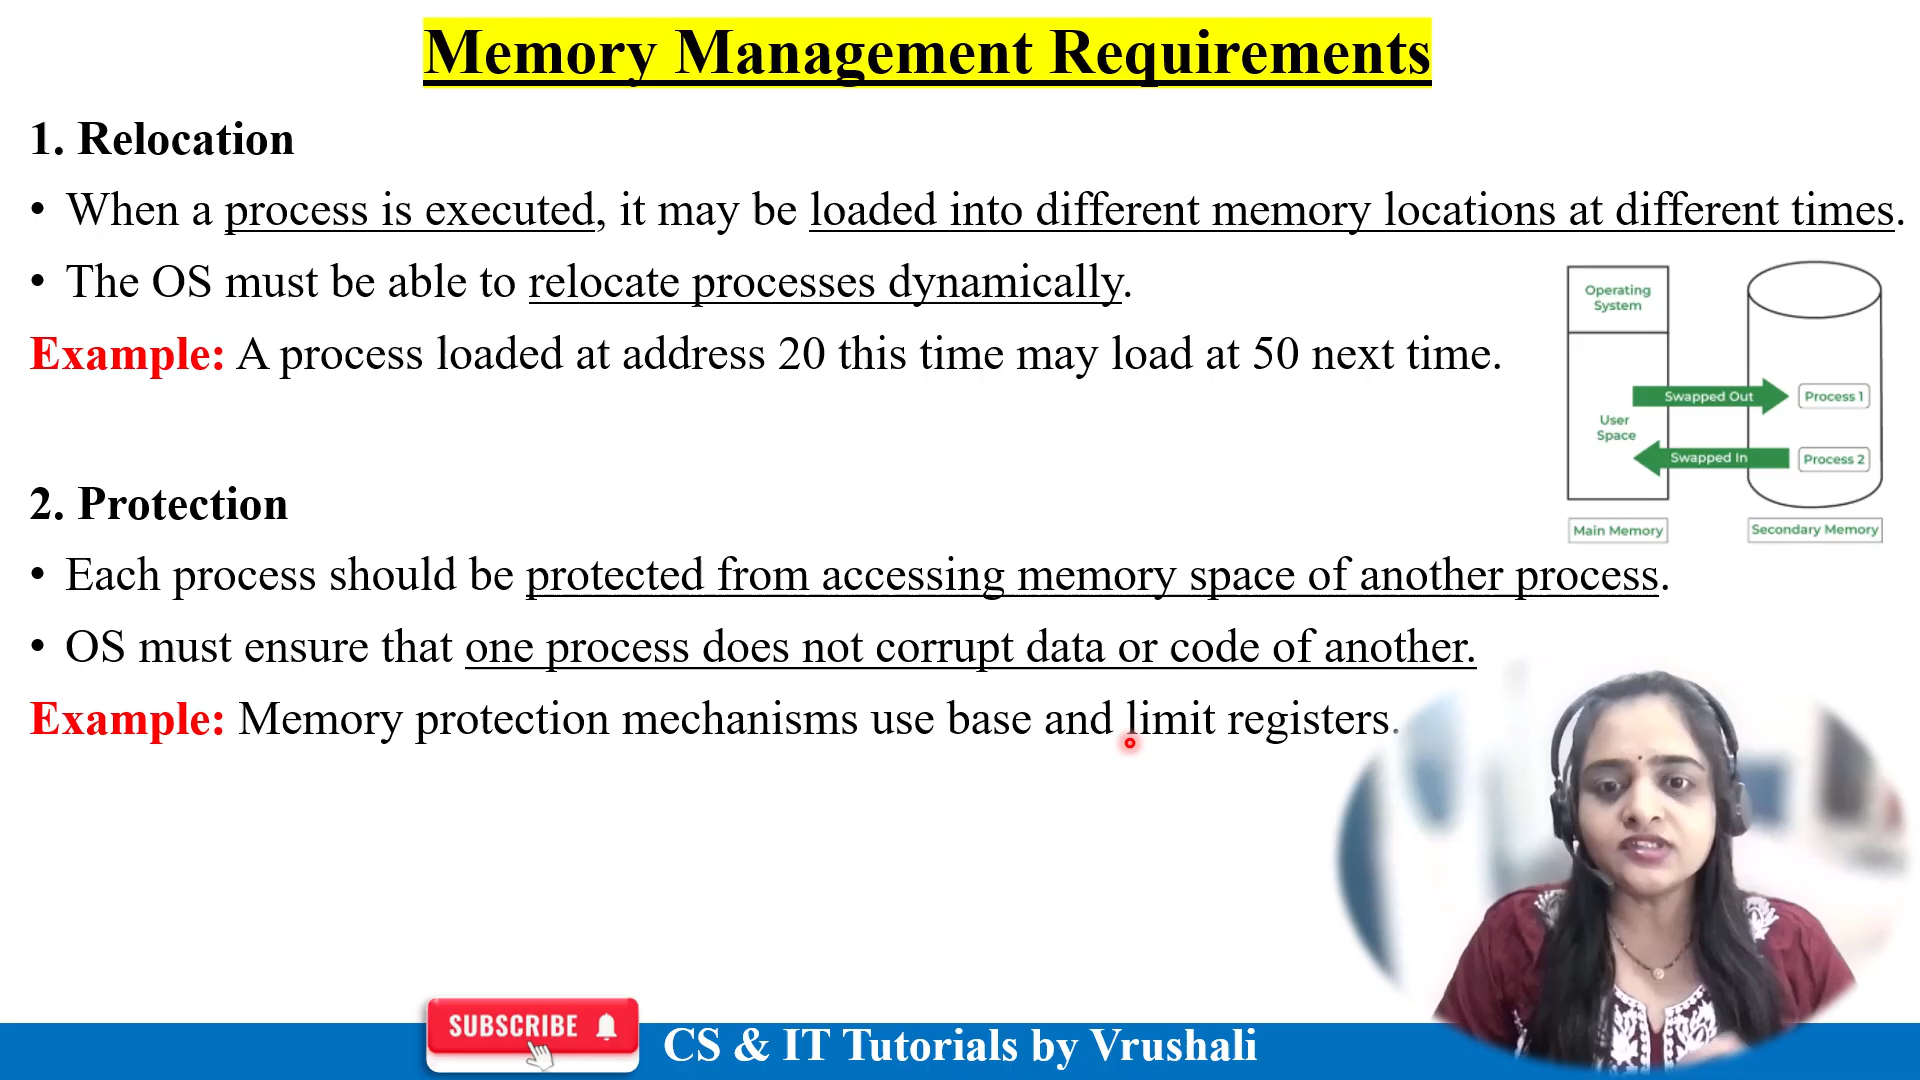 Memory Management Requirements
1. Relocation
• When a process is executed, it may be loaded into different memory locations at different times.
• The OS must be able to relocate processes dynamically.
Example: A process loaded at address 20 this time may load at 50 next time.
Operating
System
User
Space
Swapped Out
Process 1
Swapped In
Process 2
Main Memory
Secondary Memory
2. Protection
• Each process should be protected from accessing memory space of another process.
• OS must ensure that one process does not corrupt data or code of another.
Example: Memory protection mechanisms use base and limit registers.
SUBSCRIBE
CS & IT Tutorials by Vrushali